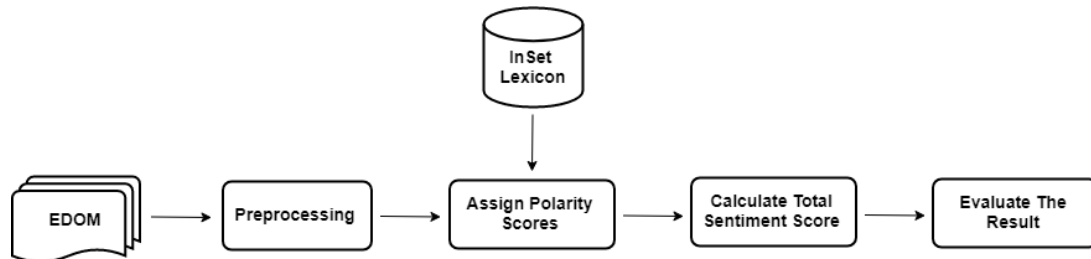 InSet
Lexicon
EDOM
Preprocessing
Assign Polarity
Scores
Calculate Total
Sentiment Score
Evaluate The
Result